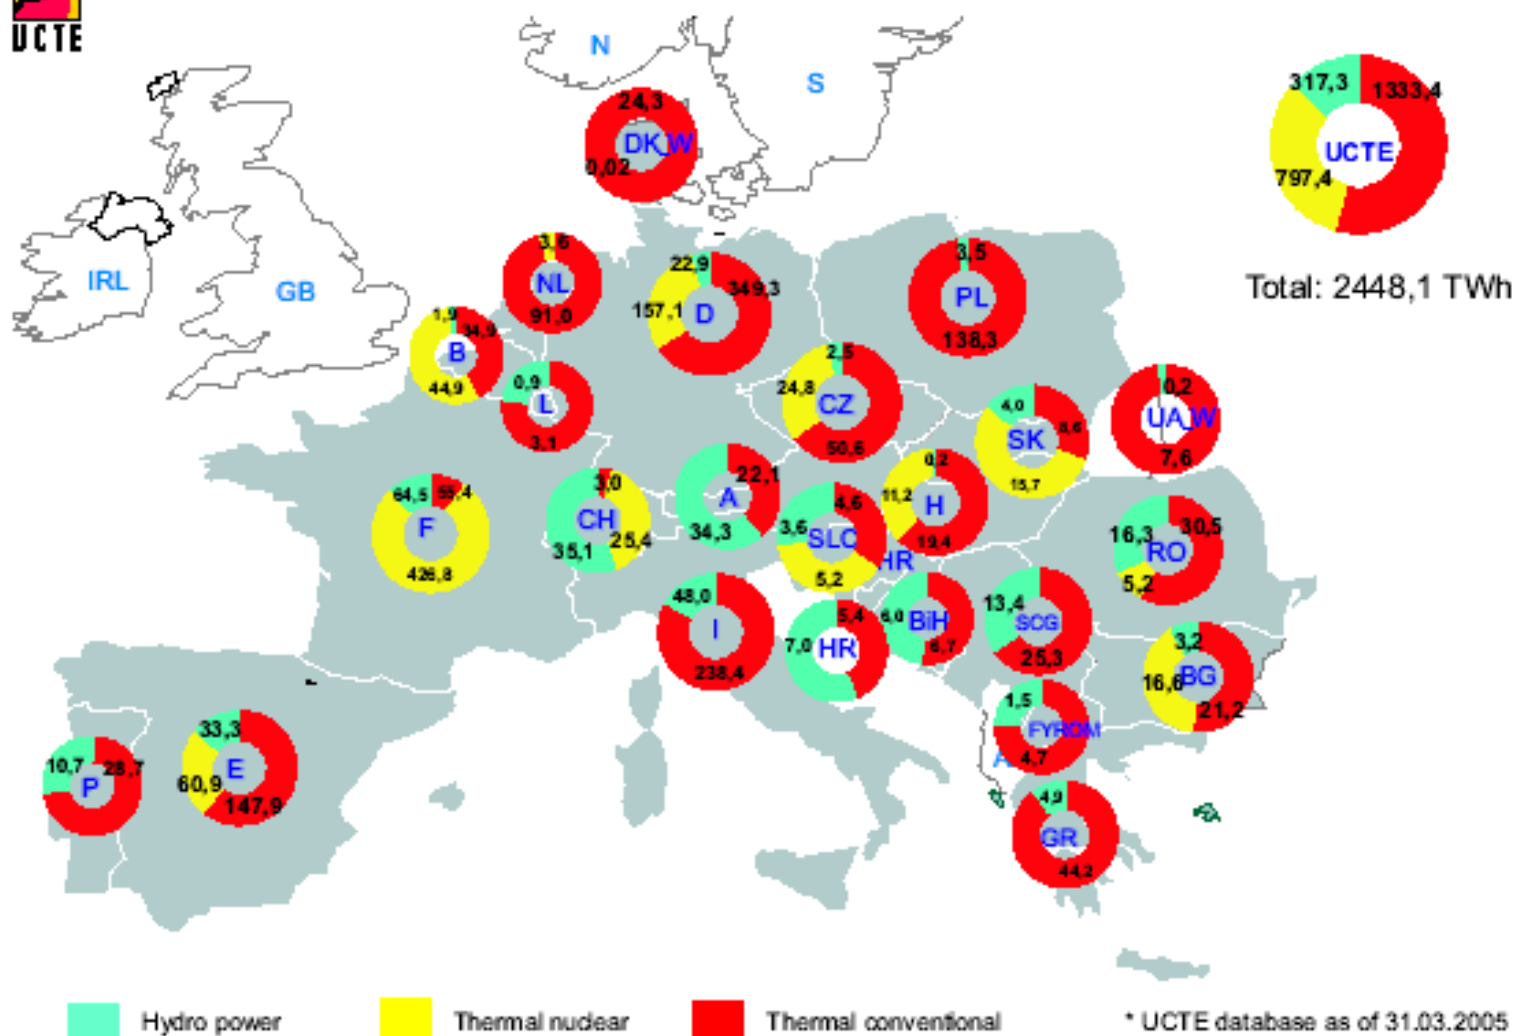 UCTE
N
S
24,3
DK_W
0,02
317,3
1333,4
UCTE
797,4
Total: 2448,1 TWh
IRL
GB
3,6
NL
91,0
22,9
349,3
157,1
D
3,5
PL
138,3
1,9
34,9
B
44,9
0,9
L
3,1
2,5
24,8
CZ
50,6
4,0
8,6
SK
15,7
0,2
UA_W
7,6
64,5
55,4
F
426,8
3,0
CH
25,4
35,1
22,1
A
34,3
4,6
3,6
SLO
5,2
0,2
11,2
H
19,4
HR
16,3
30,5
RO
5,2
48,0
I
238,4
5,4
7,0
HR
6,0
BiH
6,7
13,4
SCG
25,3
3,2
16,6
BG
21,2
1,5
FYROM
4,7
4,9
GR
44,2
10,7
28,7
P
33,3
60,9
E
147,9
Hydro power
Thermal nuclear
Thermal conventional
* UCTE database as of 31.03.2005